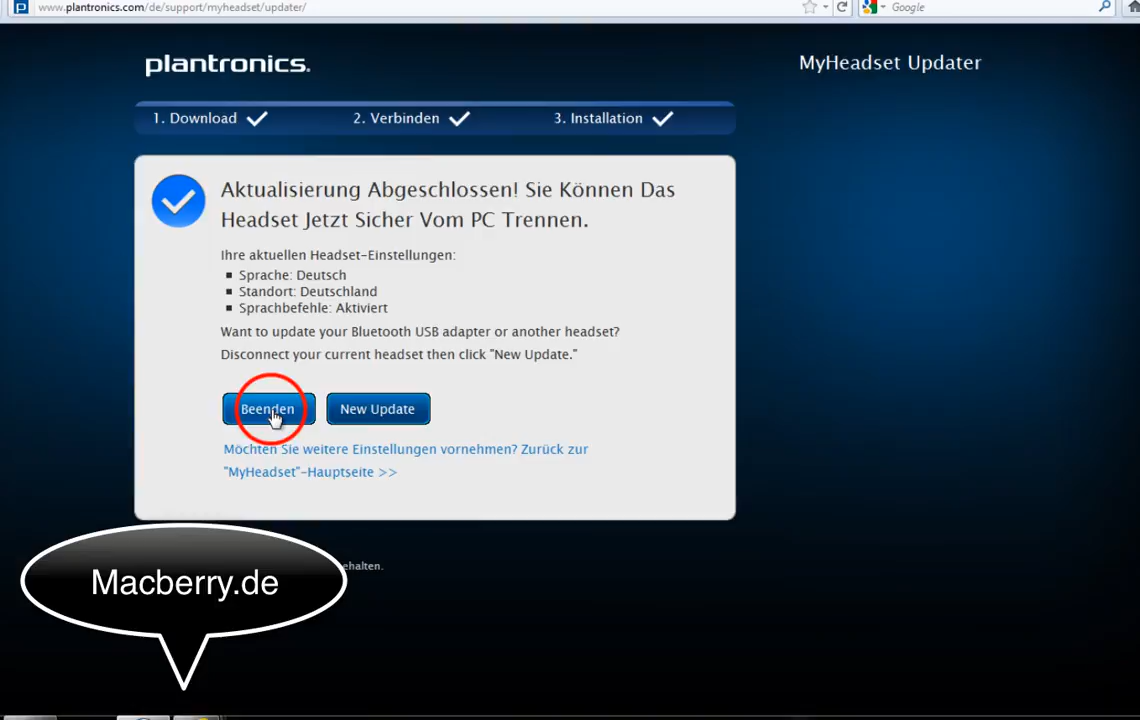 www.plantronics.com/de/support/myheadset/updater/
Google
plantronics.
MyHeadset Updater
1. Download
2. Verbinden
3. Installation
Aktualisierung Abgeschlossen! Sie Können Das
Headset Jetzt Sicher Vom PC Trennen.
Ihre aktuellen Headset-Einstellungen:
Sprache: Deutsch
Standort: Deutschland
Sprachbefehle: Aktiviert
Want to update your Bluetooth USB adapter or another headset?
Disconnect your current headset then click "New Update."
Beenden
New Update
Möchten Sie weitere Einstellungen vornehmen? Zurück zur
"MyHeadset"-Hauptseite >>
ehalten.
Macberry.de